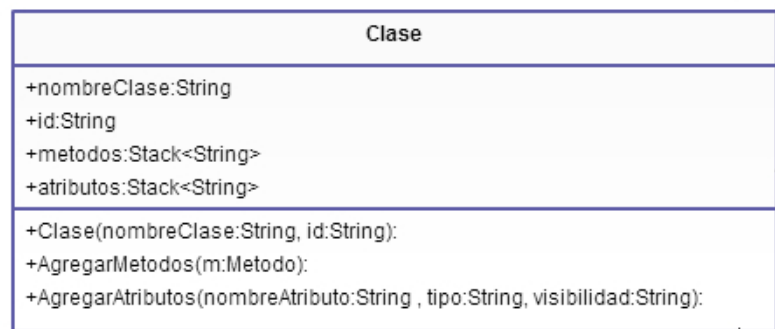 Clase
+nombreClase:String
+id:String
+metodos:Stack<String>
+atributos:Stack<String>
+Clase(nombreClase:String, id:String):
+AgregarMetodos(m:Metodo):
+AgregarAtributos(nombreAtributo:String , tipo:String, visibilidad:String):